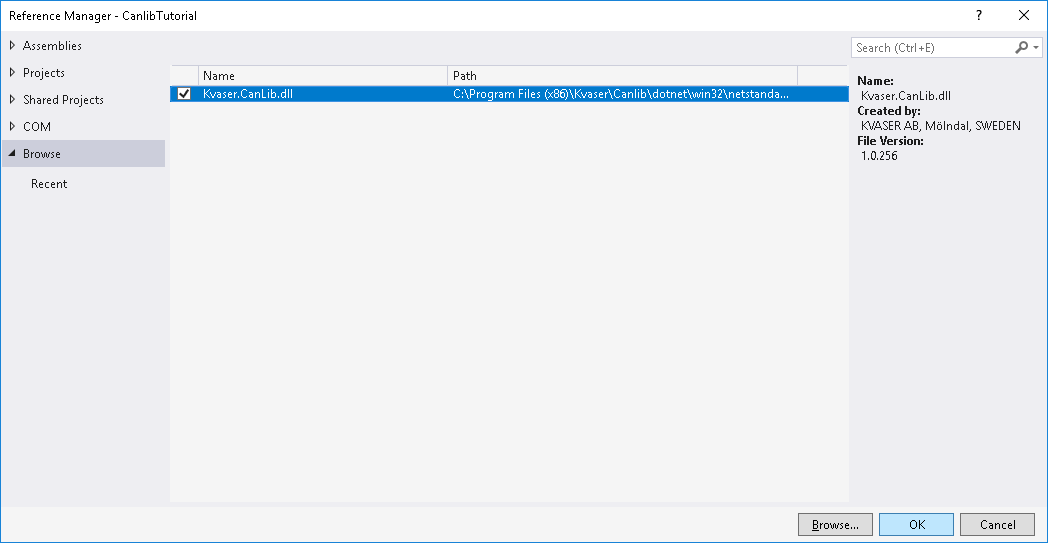 Reference Manager - CanlibTutorial
?
Assemblies
Projects
Shared Projects
COM
Browse
Recent
Name Path
Kvaser.CanLib.dll C:\Program Files (x86)\Kvaser\Canlib\dotnet\win32\netstanda...
Search (Ctrl+E)
Name:
Kvaser.CanLib.dll
Created by:
KVASER AB, Mölndal, SWEDEN
File Version:
1.0.256
Browse... OK Cancel